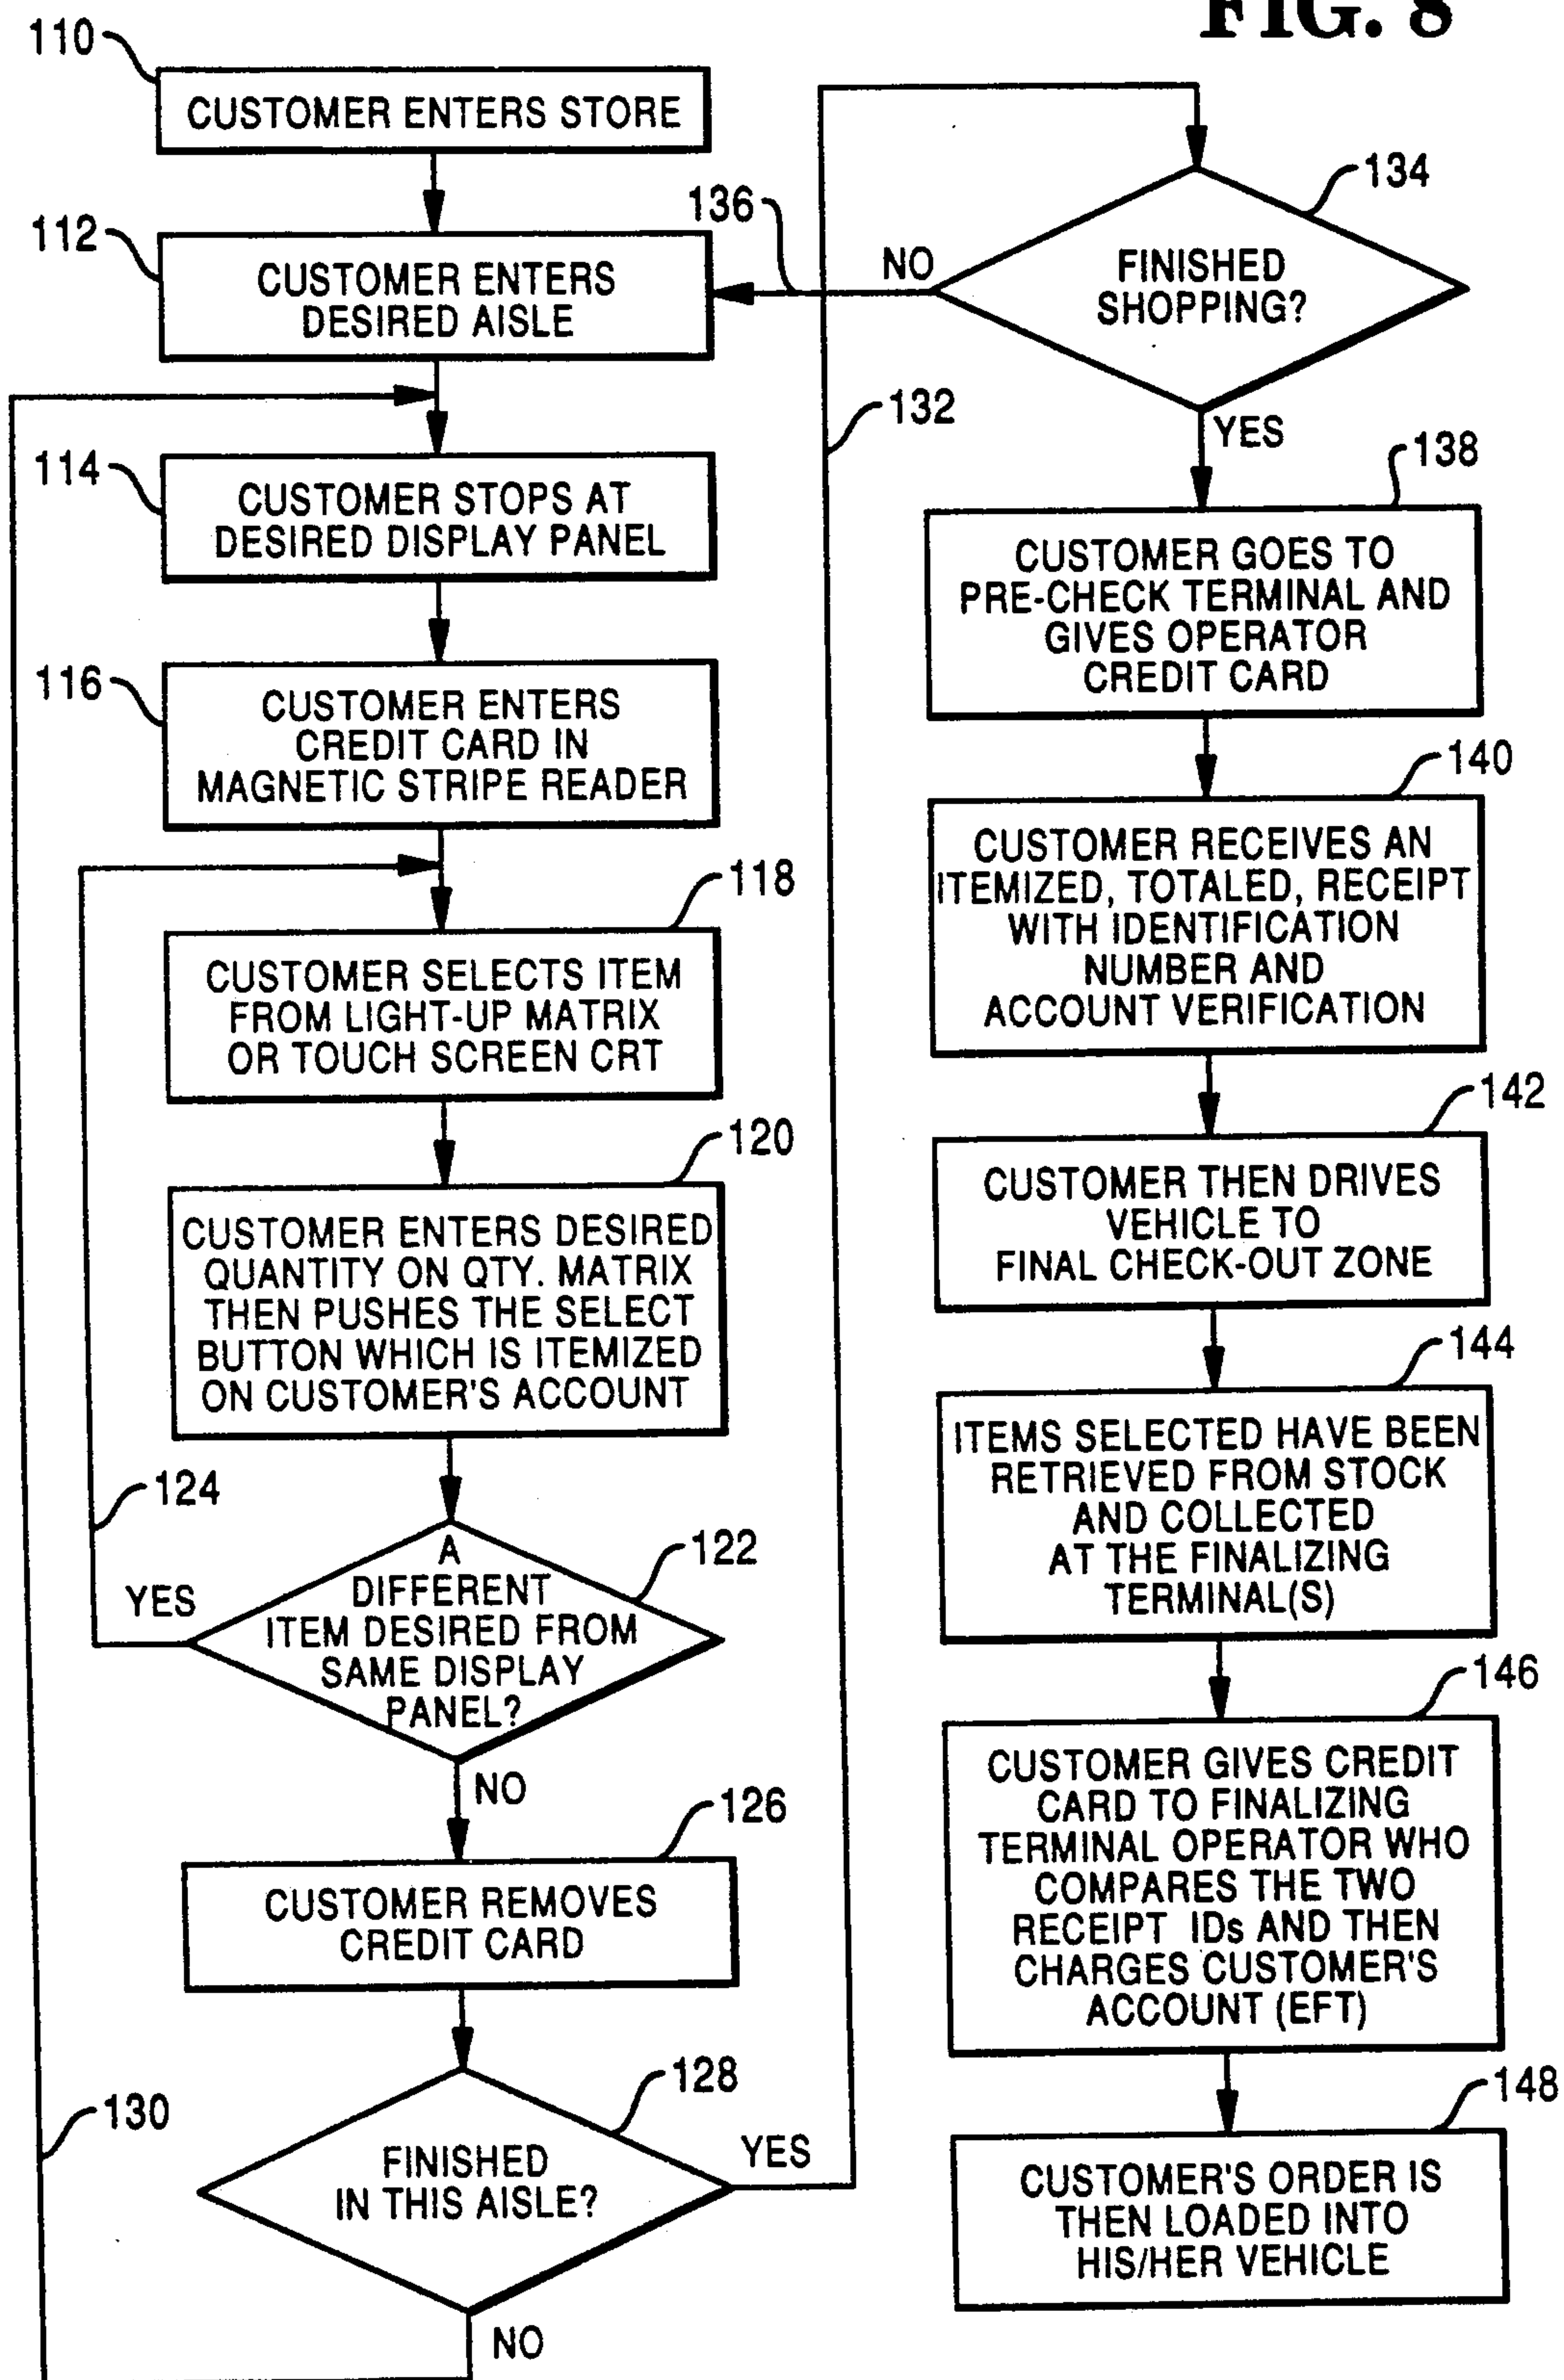 FIG. 8
110
CUSTOMER ENTERS STORE
112
CUSTOMER ENTERS
DESIRED AISLE
114
CUSTOMER STOPS AT
DESIRED DISPLAY PANEL
116
CUSTOMER ENTERS
CREDIT CARD IN
MAGNETIC STRIPE READER
118
CUSTOMER SELECTS ITEM
FROM LIGHT-UP MATRIX
OR TOUCH SCREEN CRT
120
CUSTOMER ENTERS DESIRED
QUANTITY ON QTY. MATRIX
THEN PUSHES THE SELECT
BUTTON WHICH IS ITEMIZED
ON CUSTOMER'S ACCOUNT
124
122
A
DIFFERENT
ITEM DESIRED FROM
SAME DISPLAY
PANEL?
YES
NO
126
CUSTOMER REMOVES
CREDIT CARD
128
130
FINISHED
IN THIS AISLE?
YES
NO
132
134
136
FINISHED
SHOPPING?
NO
YES
138
CUSTOMER GOES TO
PRE-CHECK TERMINAL AND
GIVES OPERATOR
CREDIT CARD
140
CUSTOMER RECEIVES AN
ITEMIZED, TOTALED, RECEIPT
WITH IDENTIFICATION
NUMBER AND
ACCOUNT VERIFICATION
142
CUSTOMER THEN DRIVES
VEHICLE TO
FINAL CHECK-OUT ZONE
144
ITEMS SELECTED HAVE BEEN
RETRIEVED FROM STOCK
AND COLLECTED
AT THE FINALIZING
TERMINAL(S)
146
CUSTOMER GIVES CREDIT
CARD TO FINALIZING
TERMINAL OPERATOR WHO
COMPARES THE TWO
RECEIPT IDs AND THEN
CHARGES CUSTOMER'S
ACCOUNT (EFT)
148
CUSTOMER'S ORDER IS
THEN LOADED INTO
HIS/HER VEHICLE